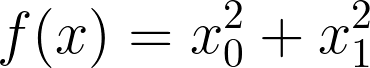 f(x) = x_0^2 + x_1^2